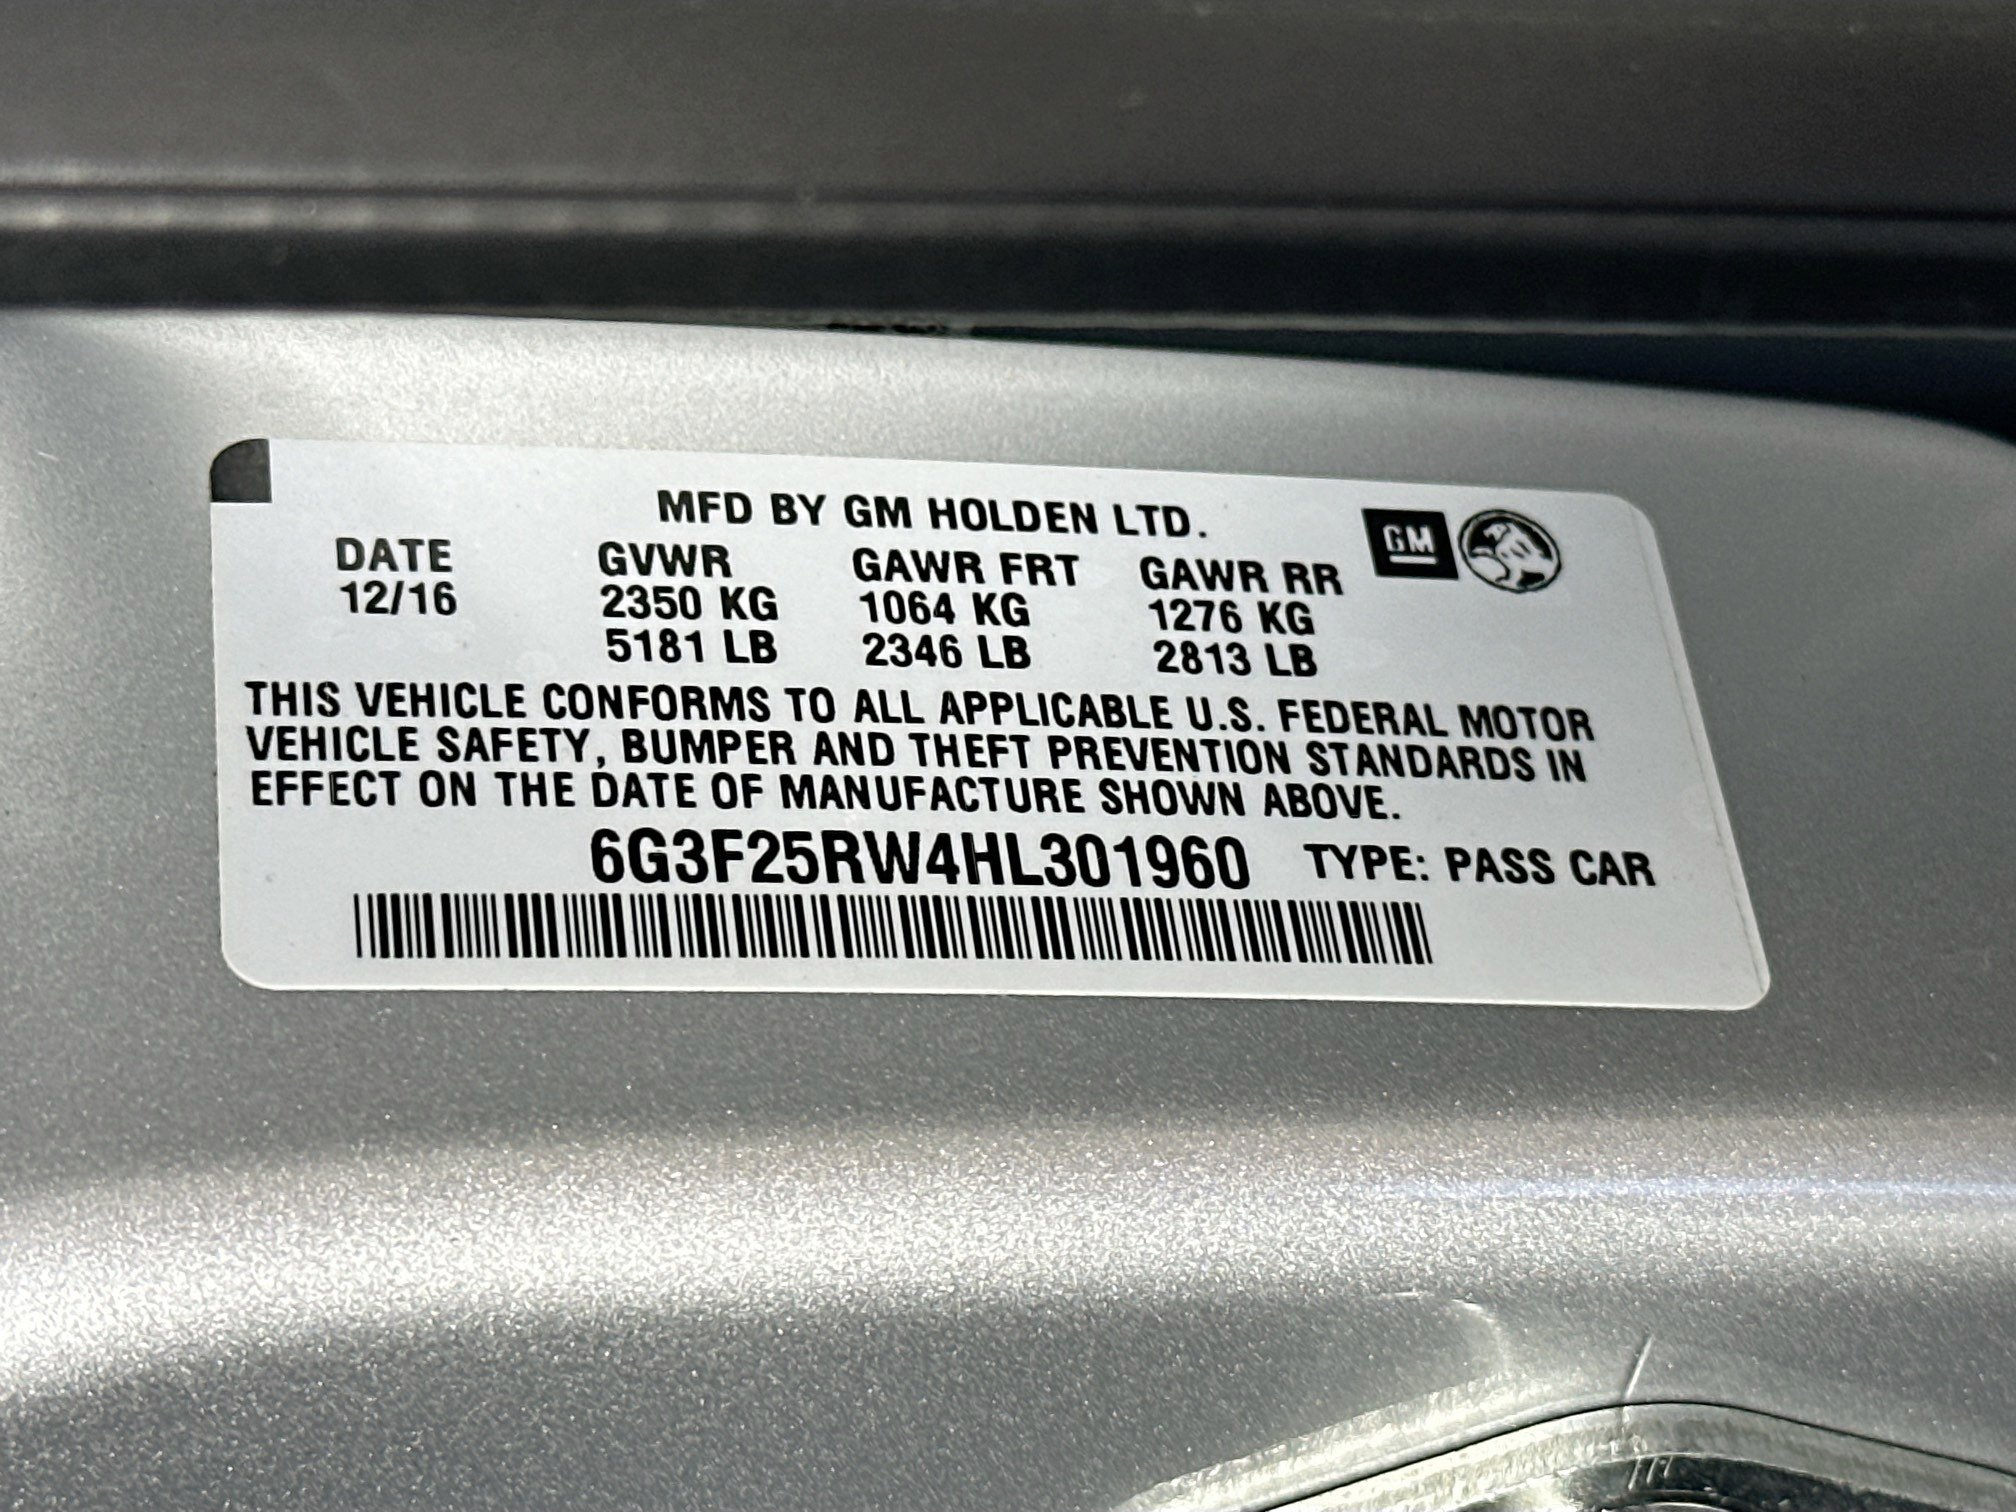 MFD BY GM HOLDEN LTD.
GM
DATE GVWR GAWR FRT GAWR RR
12/16 2350 KG 1064 KG 1276 KG
5181 LB 2346 LB 2813 LB
THIS VEHICLE CONFORMS TO ALL APPLICABLE U.S. FEDERAL MOTOR
VEHICLE SAFETY, BUMPER AND THEFT PREVENTION STANDARDS IN
EFFECT ON THE DATE OF MANUFACTURE SHOWN ABOVE.
6G3F25RW4HL301960 TYPE: PASS CAR